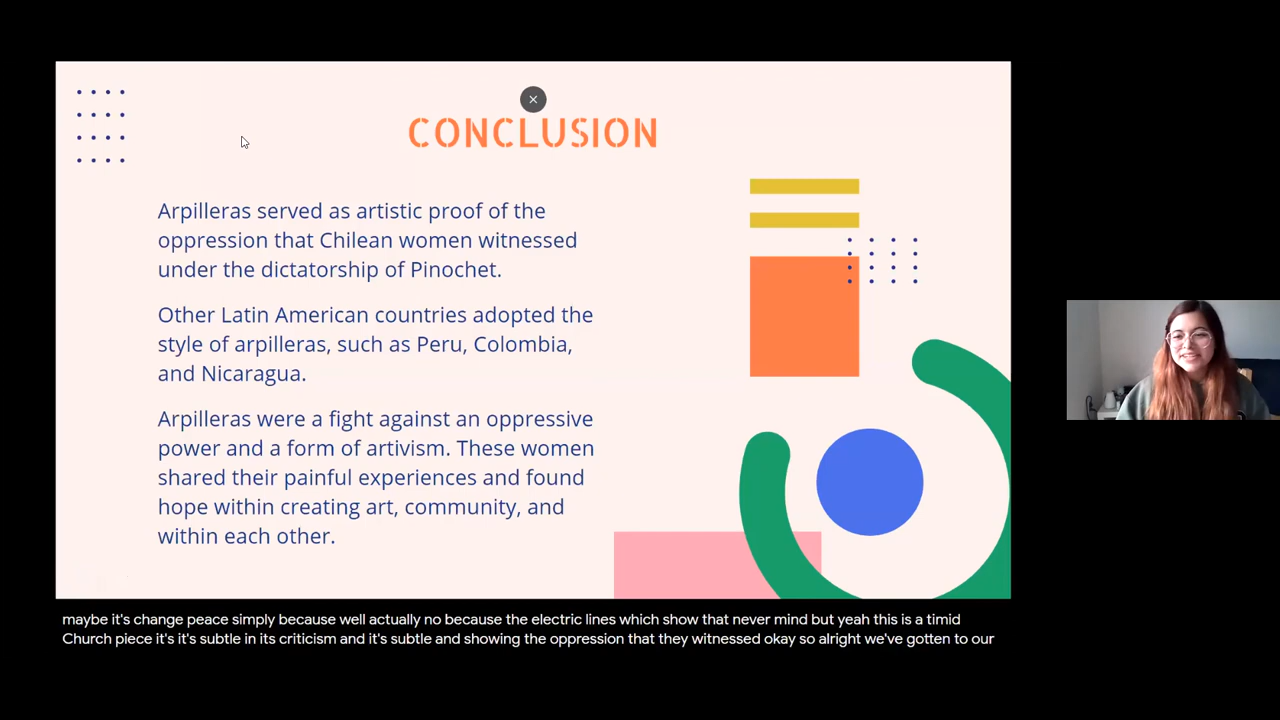 CONCLUSION
Arpilleras served as artistic proof of the
oppression that Chilean women witnessed
under the dictatorship of Pinochet.
Other Latin American countries adopted the
style of arpilleras, such as Peru, Colombia,
and Nicaragua.
Arpilleras were a fight against an oppressive
power and a form of artivism. These women
shared their painful experiences and found
hope within creating art, community, and
within each other.
maybe it's change peace simply because well actually no because the electric lines which show that never mind but yeah this is a timid
Church piece it's it's subtle in its criticism and it's subtle and showing the oppression that they witnessed okay so alright we've gotten to our